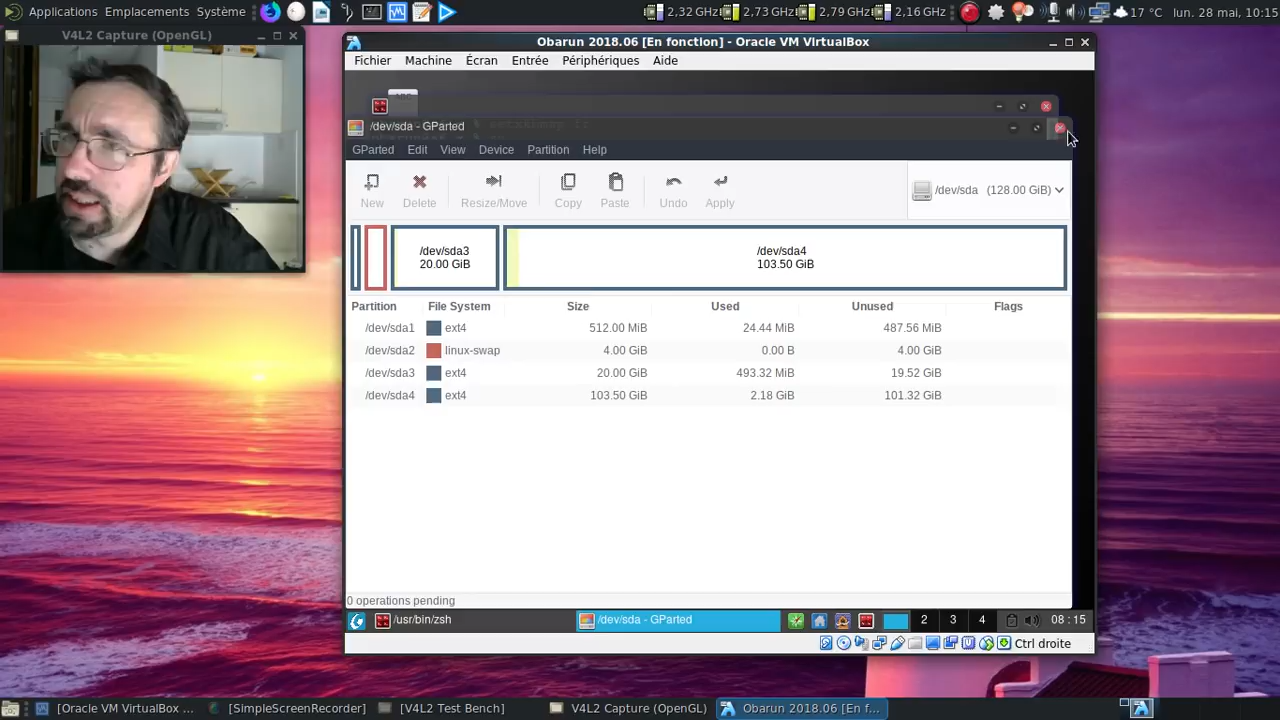 Applications Emplacements Système
2,32 GHz 2,73 GHz 2,79 GHz 2,16 GHz 17 °C lun. 28 mai, 10:15
V4L2 Capture (OpenGL)
Obarun 2018.06 [En fonction] - Oracle VM VirtualBox
Fichier Machine Écran Entrée Périphériques Aide
/dev/sda - GParted
GParted Edit View Device Partition Help
New Delete Resize/Move Copy Paste Undo Apply
/dev/sda (128.00 GiB)
/dev/sda3
20.00 GiB
/dev/sda4
103.50 GiB
Partition File System Size Used Unused Flags
/dev/sda1 ext4 512.00 MiB 24.44 MiB 487.56 MiB
/dev/sda2 linux-swap 4.00 GiB 0.00 B 4.00 GiB
/dev/sda3 ext4 20.00 GiB 493.32 MiB 19.52 GiB
/dev/sda4 ext4 103.50 GiB 2.18 GiB 101.32 GiB
0 operations pending
/usr/bin/zsh /dev/sda - GParted 2 3 4 08 : 15
Ctrl droite
[Oracle VM VirtualBox ... [SimpleScreenRecorder] [V4L2 Test Bench] V4L2 Capture (OpenGL) Obarun 2018.06 [En f...